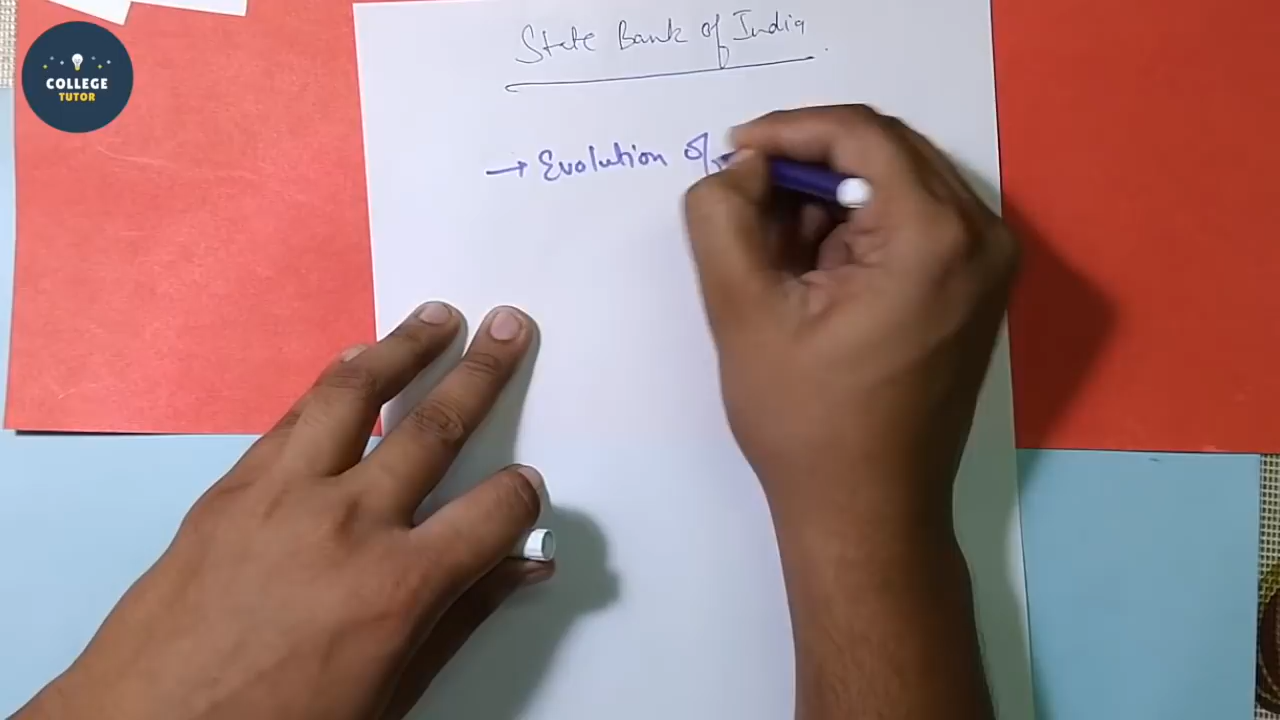 COLLEGE
TUTOR
State Bank of India
→ Evolution of